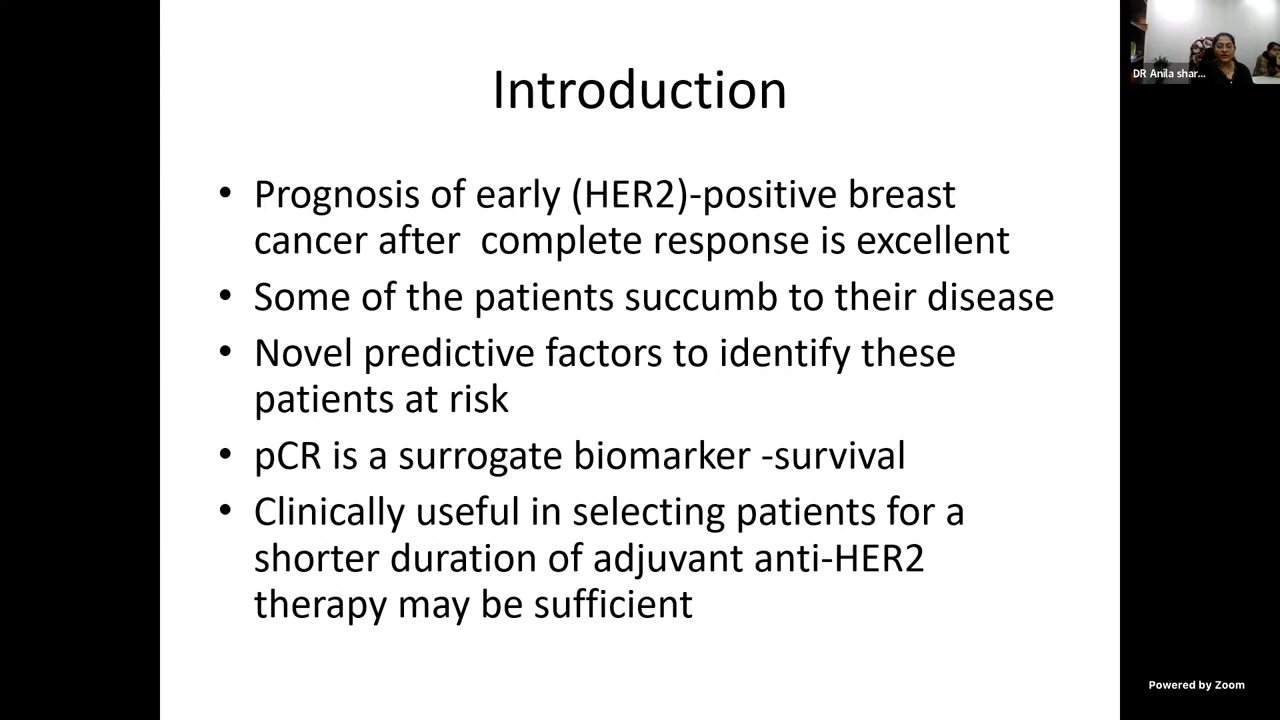 Introduction
• Prognosis of early (HER2)-positive breast
cancer after  complete response is excellent
• Some of the patients succumb to their disease
• Novel predictive factors to identify these
patients at risk
• pCR is a surrogate biomarker -survival
• Clinically useful in selecting patients for a
shorter duration of adjuvant anti-HER2
therapy may be sufficient
DR Anila shar...
Powered by Zoom